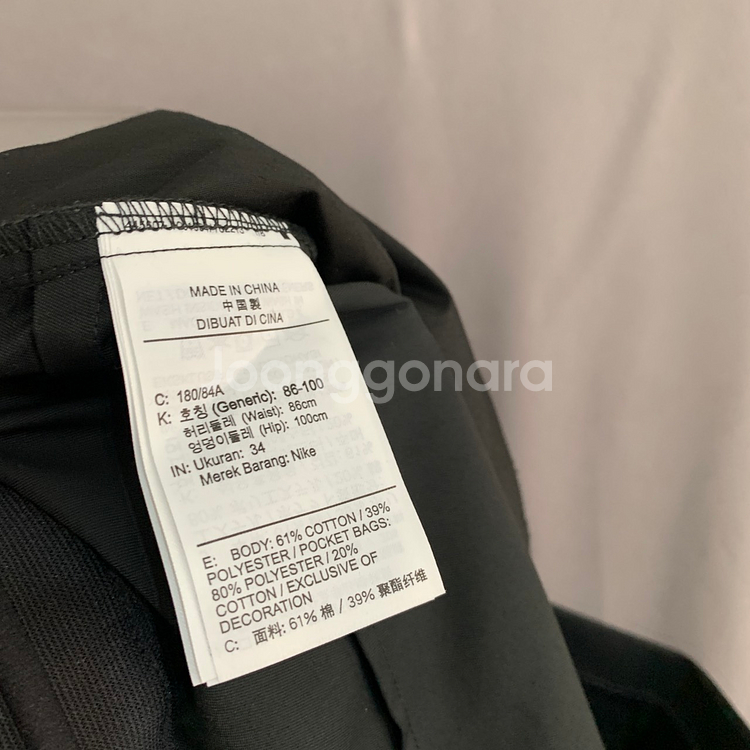 MADE IN CHINA
中国製
DIBUAT DI CINA
joonggonara
C: 180/84A
K: 호칭 (Generic): 86-100
허리둘레 (Waist): 86cm
엉덩이둘레 (Hip): 100cm
IN: Ukuran: 34
Merek Barang: Nike
E: BODY: 61% COTTON / 39%
POLYESTER / POCKET BAGS:
80% POLYESTER / 20%
COTTON / EXCLUSIVE OF
DECORATION
C: 面料: 61% 棉 / 39% 聚酯纤维